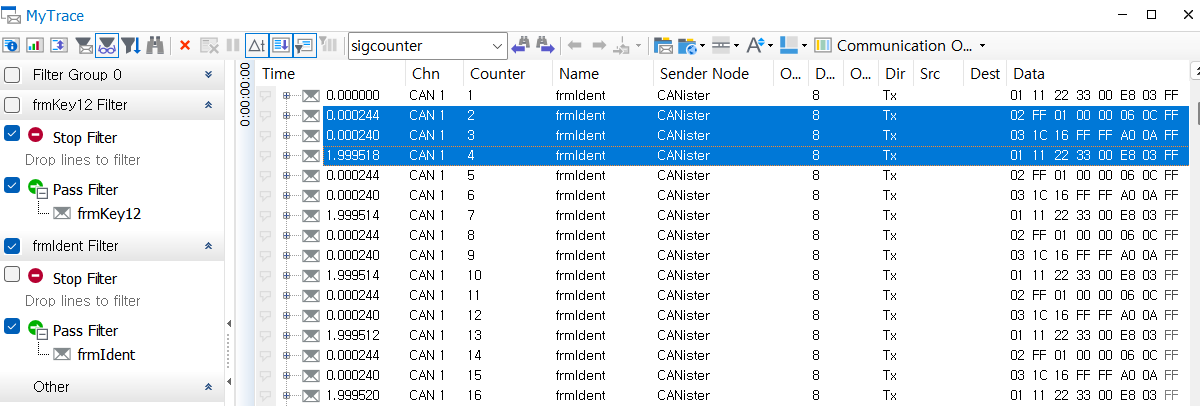 MyTrace
sigcounter
Communication O...
Filter Group 0
frmKey12 Filter
Stop Filter
Drop lines to filter
Pass Filter
frmKey12
frmIdent Filter
Stop Filter
Drop lines to filter
Pass Filter
frmIdent
Other
0:00:00:00
Time Chn Counter Name Sender Node O... D... O... Dir Src Dest Data
0.000000 CAN 1 1 frmIdent CANister 8 Tx 01 11 22 33 00 E8 03 FF
0.000244 CAN 1 2 frmIdent CANister 8 Tx 02 FF 01 00 00 06 0C FF
0.000240 CAN 1 3 frmIdent CANister 8 Tx 03 1C 16 FF FF A0 0A FF
1.999518 CAN 1 4 frmIdent CANister 8 Tx 01 11 22 33 00 E8 03 FF
0.000244 CAN 1 5 frmIdent CANister 8 Tx 02 FF 01 00 00 06 0C FF
0.000240 CAN 1 6 frmIdent CANister 8 Tx 03 1C 16 FF FF A0 0A FF
1.999514 CAN 1 7 frmIdent CANister 8 Tx 01 11 22 33 00 E8 03 FF
0.000244 CAN 1 8 frmIdent CANister 8 Tx 02 FF 01 00 00 06 0C FF
0.000240 CAN 1 9 frmIdent CANister 8 Tx 03 1C 16 FF FF A0 0A FF
1.999514 CAN 1 10 frmIdent CANister 8 Tx 01 11 22 33 00 E8 03 FF
0.000244 CAN 1 11 frmIdent CANister 8 Tx 02 FF 01 00 00 06 0C FF
0.000240 CAN 1 12 frmIdent CANister 8 Tx 03 1C 16 FF FF A0 0A FF
1.999512 CAN 1 13 frmIdent CANister 8 Tx 01 11 22 33 00 E8 03 FF
0.000244 CAN 1 14 frmIdent CANister 8 Tx 02 FF 01 00 00 06 0C FF
0.000240 CAN 1 15 frmIdent CANister 8 Tx 03 1C 16 FF FF A0 0A FF
1.999520 CAN 1 16 frmIdent CANister 8 Tx 01 11 22 33 00 E8 03 FF